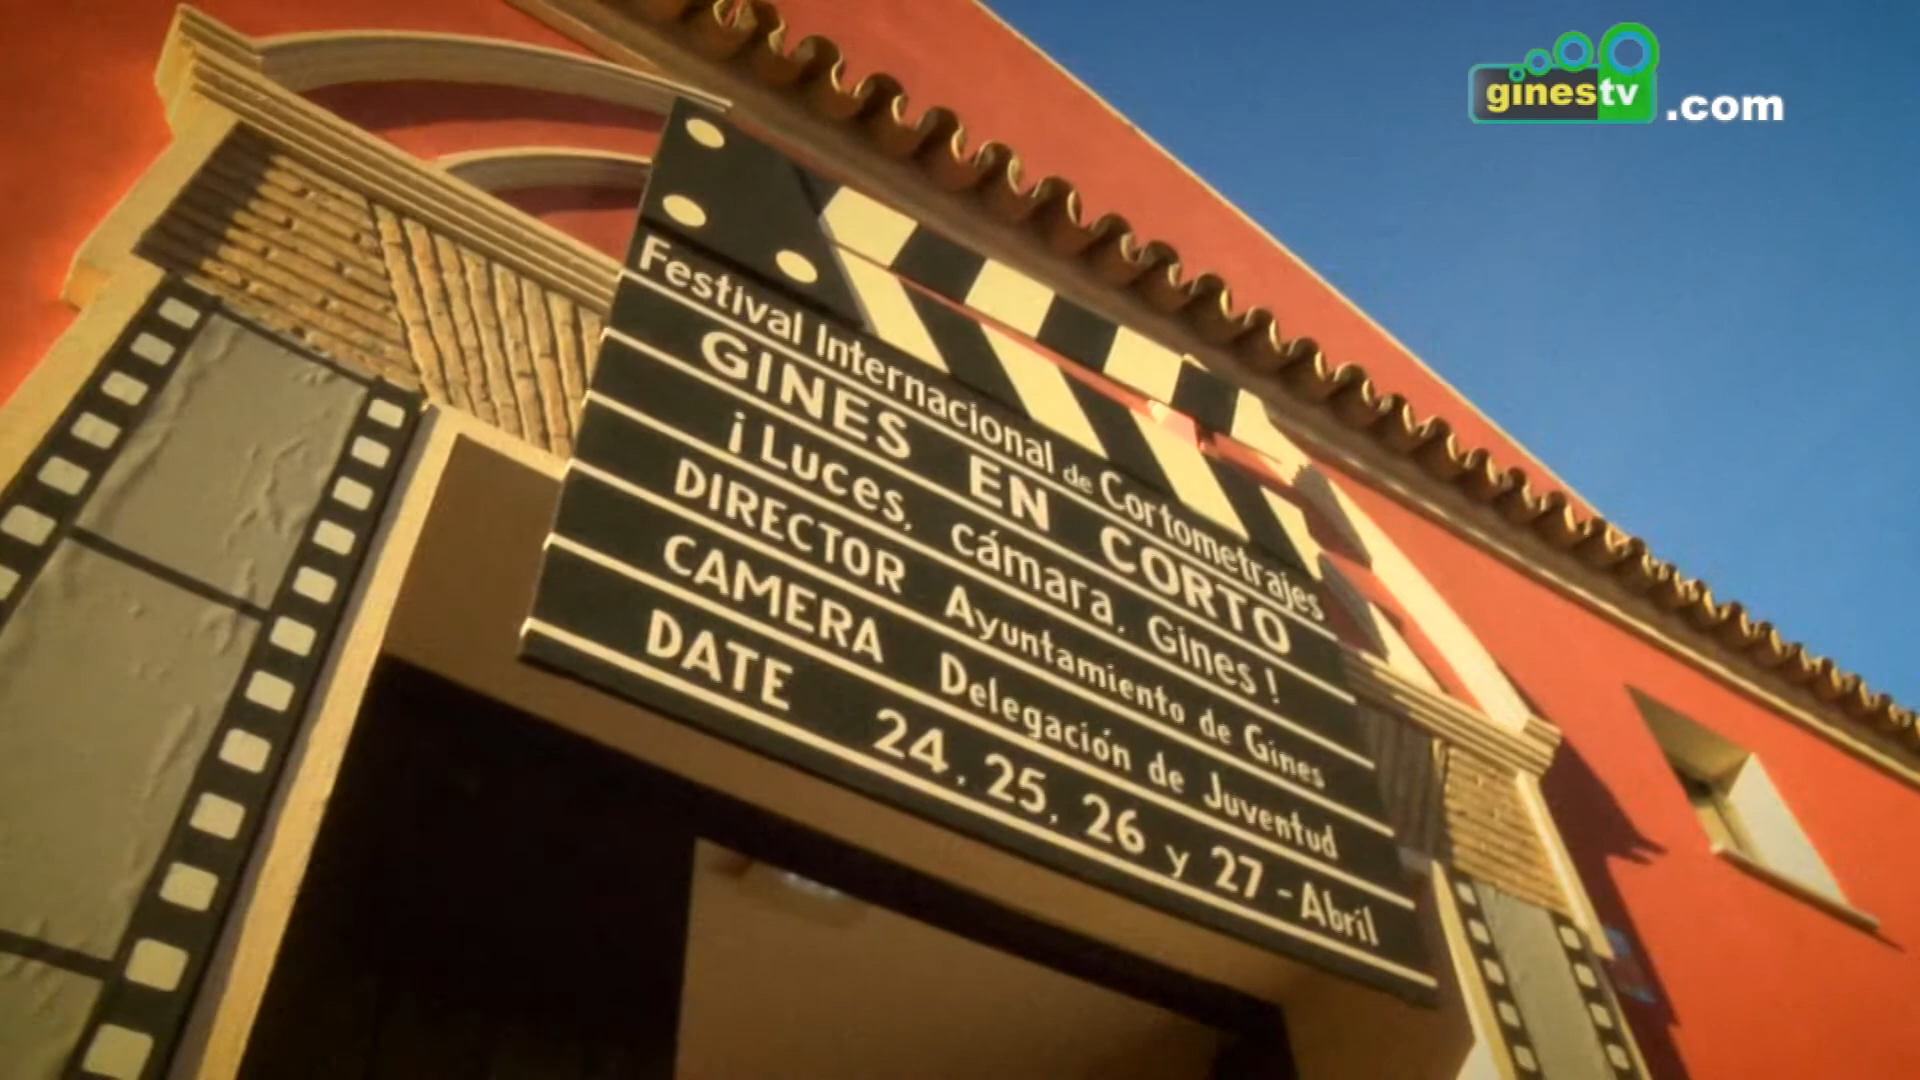 ginestv.com
Festival Internacional de Cortometrajes
GINES EN CORTO
¡Luces, cámara, Gines!
DIRECTOR Ayuntamiento de Gines
CAMERA Delegación de Juventud
DATE 24, 25, 26 y 27 - Abril